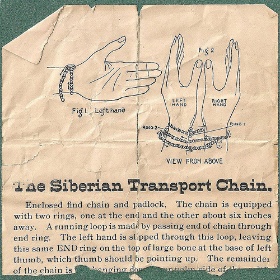 FIG 2
Fig 1 Left hand
LEFT
HAND
RIGHT
HAND
VIEW FROM ABOVE
The Siberian Transport Chain.
Enclosed find chain and padlock. The chain is equipped
with two rings, one at the end and the other about six inches
away. A running loop is made by passing end of chain through
end ring. The left hand is slipped through this loop, leaving
this same END ring on the top of large bone at the base of left
thumb, which thumb should be pointing up. The remainder
of the chain is hanging